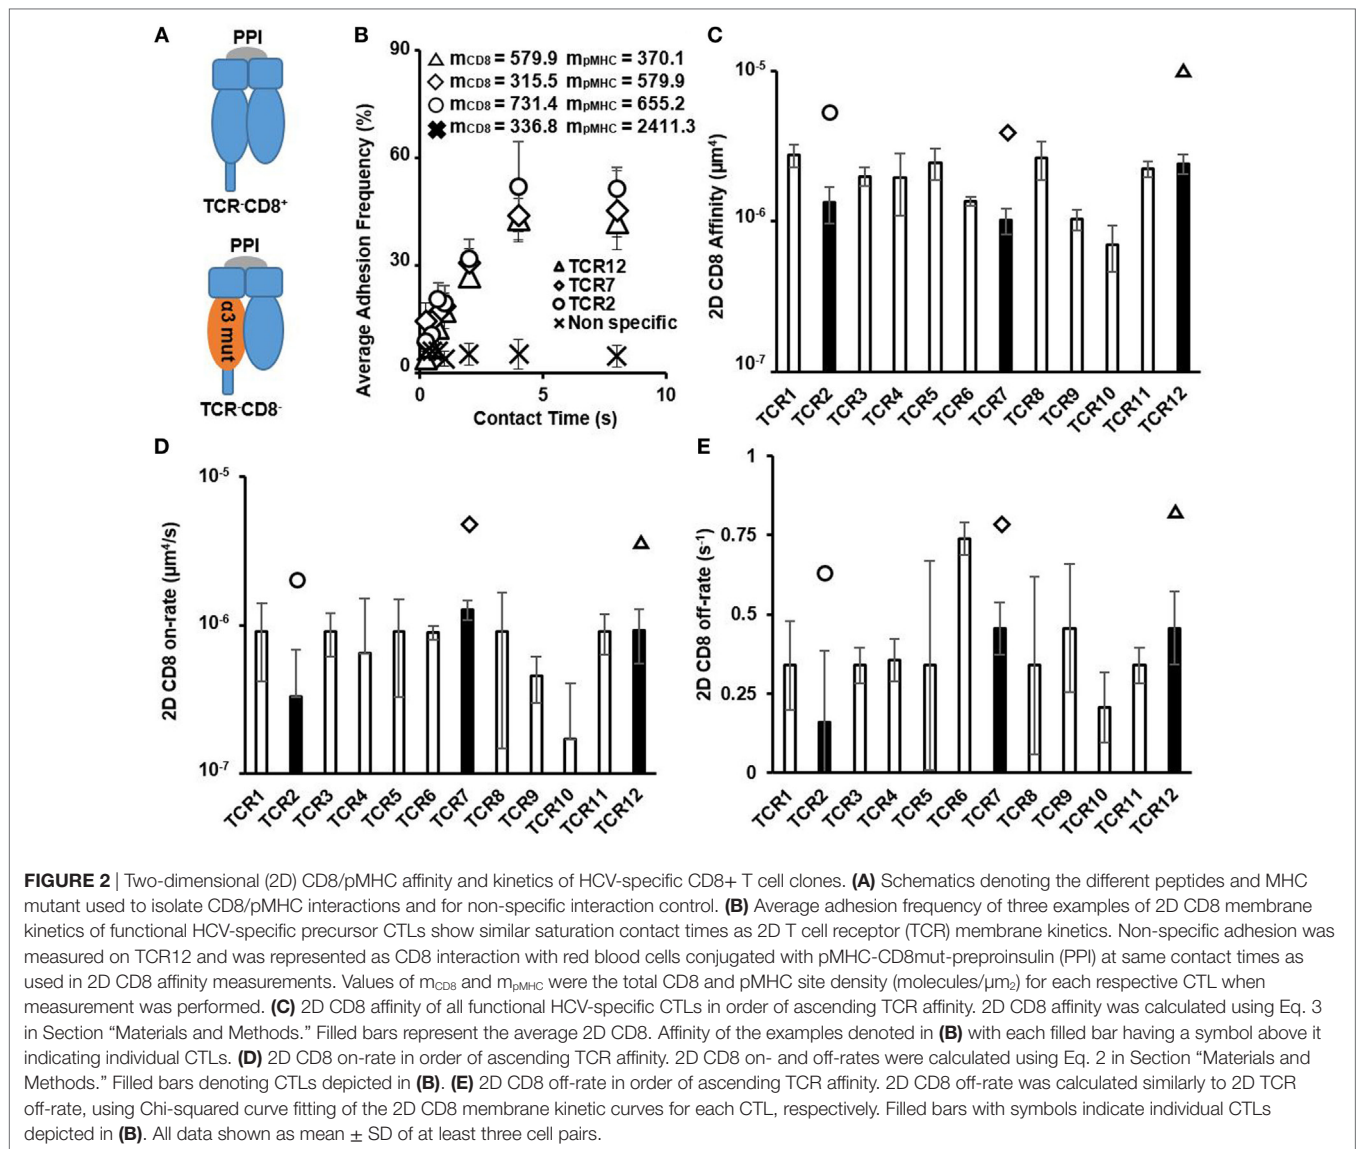 A
PPI
TCR-CD8+
PPI
α3 mut
TCR-CD8-
B
Average Adhesion Frequency (%)
90
60
30
0
mCD8 = 579.9 mpMHC = 370.1
mCD8 = 315.5 mpMHC = 579.9
mCD8 = 731.4 mpMHC = 655.2
mCD8 = 336.8 mpMHC = 2411.3
TCR12
TCR7
TCR2
Non specific
0
5
10
Contact Time (s)
C
2D CD8 Affinity (µm⁴)
10⁻⁵
10⁻⁶
10⁻⁷
TCR1
TCR2
TCR3
TCR4
TCR5
TCR6
TCR7
TCR8
TCR9
TCR10
TCR11
TCR12
D
2D CD8 on-rate (µm⁴/s)
10⁻⁵
10⁻⁶
10⁻⁷
TCR1
TCR2
TCR3
TCR4
TCR5
TCR6
TCR7
TCR8
TCR9
TCR10
TCR11
TCR12
E
2D CD8 off-rate (s⁻¹)
1
0.75
0.5
0.25
0
TCR1
TCR2
TCR3
TCR4
TCR5
TCR6
TCR7
TCR8
TCR9
TCR10
TCR11
TCR12
FIGURE 2 | Two-dimensional (2D) CD8/pMHC affinity and kinetics of HCV-specific CD8+ T cell clones. (A) Schematics denoting the different peptides and MHC
mutant used to isolate CD8/pMHC interactions and for non-specific interaction control. (B) Average adhesion frequency of three examples of 2D CD8 membrane
kinetics of functional HCV-specific precursor CTLs show similar saturation contact times as 2D T cell receptor (TCR) membrane kinetics. Non-specific adhesion was
measured on TCR12 and was represented as CD8 interaction with red blood cells conjugated with pMHC-CD8mut-preproinsulin (PPI) at same contact times as
used in 2D CD8 affinity measurements. Values of mCD8 and mpMHC were the total CD8 and pMHC site density (molecules/µm₂) for each respective CTL when
measurement was performed. (C) 2D CD8 affinity of all functional HCV-specific CTLs in order of ascending TCR affinity. 2D CD8 affinity was calculated using Eq. 3
in Section “Materials and Methods.” Filled bars represent the average 2D CD8. Affinity of the examples denoted in (B) with each filled bar having a symbol above it
indicating individual CTLs. (D) 2D CD8 on-rate in order of ascending TCR affinity. 2D CD8 on- and off-rates were calculated using Eq. 2 in Section “Materials and
Methods.” Filled bars denoting CTLs depicted in (B). (E) 2D CD8 off-rate in order of ascending TCR affinity. 2D CD8 off-rate was calculated similarly to 2D TCR
off-rate, using Chi-squared curve fitting of the 2D CD8 membrane kinetic curves for each CTL, respectively. Filled bars with symbols indicate individual CTLs
depicted in (B). All data shown as mean ± SD of at least three cell pairs.